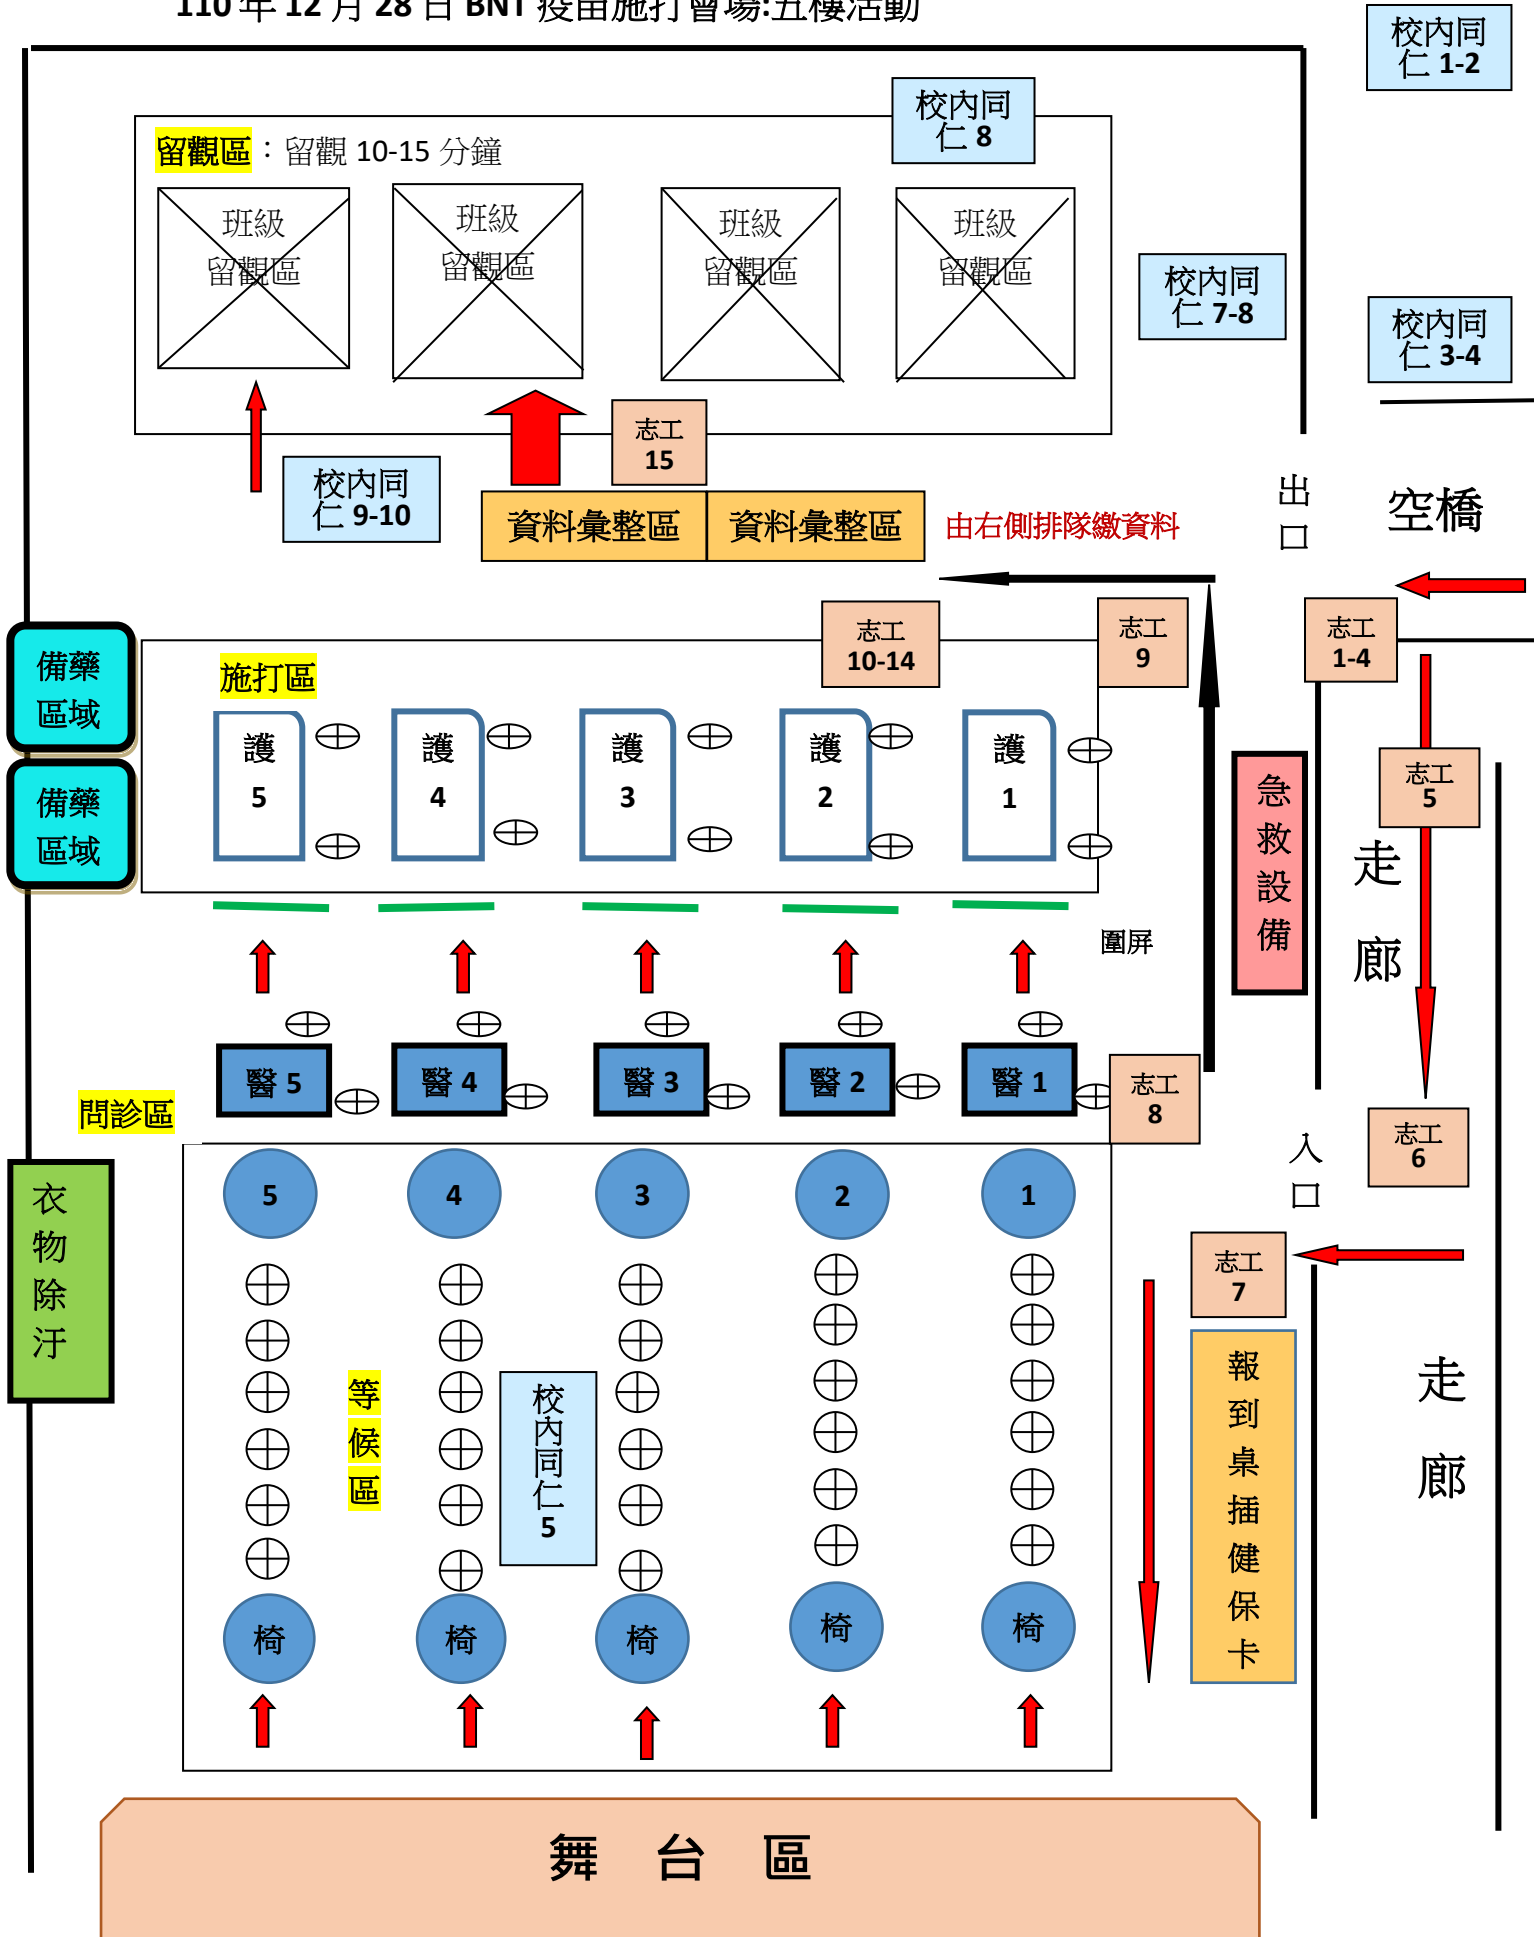 110 年 12 月 28 日 BNT 疫苗施打會場:五樓活動
校內同
仁 1-2
校內同
仁 8
留觀區：留觀 10-15 分鐘
班級
留觀區
班級
留觀區
班級
留觀區
班級
留觀區
校內同
仁 7-8
校內同
仁 3-4
志工
15
校內同
仁 9-10
資料彙整區
資料彙整區
由右側排隊繳資料
出
口
空橋
志工
10-14
志工
9
志工
1-4
備藥
區域
施打區
護
5
護
4
護
3
護
2
護
1
備藥
區域
急
救
設
備
志工
5
走
廊
圍屏
醫 5
醫 4
醫 3
醫 2
醫 1
志工
8
問診區
志工
6
入
口
5
4
3
2
1
衣
物
除
汙
志工
7
等
候
區
校
內
同
仁
5
報
到
桌
插
健
保
卡
走
廊
椅
椅
椅
椅
椅
舞 台 區